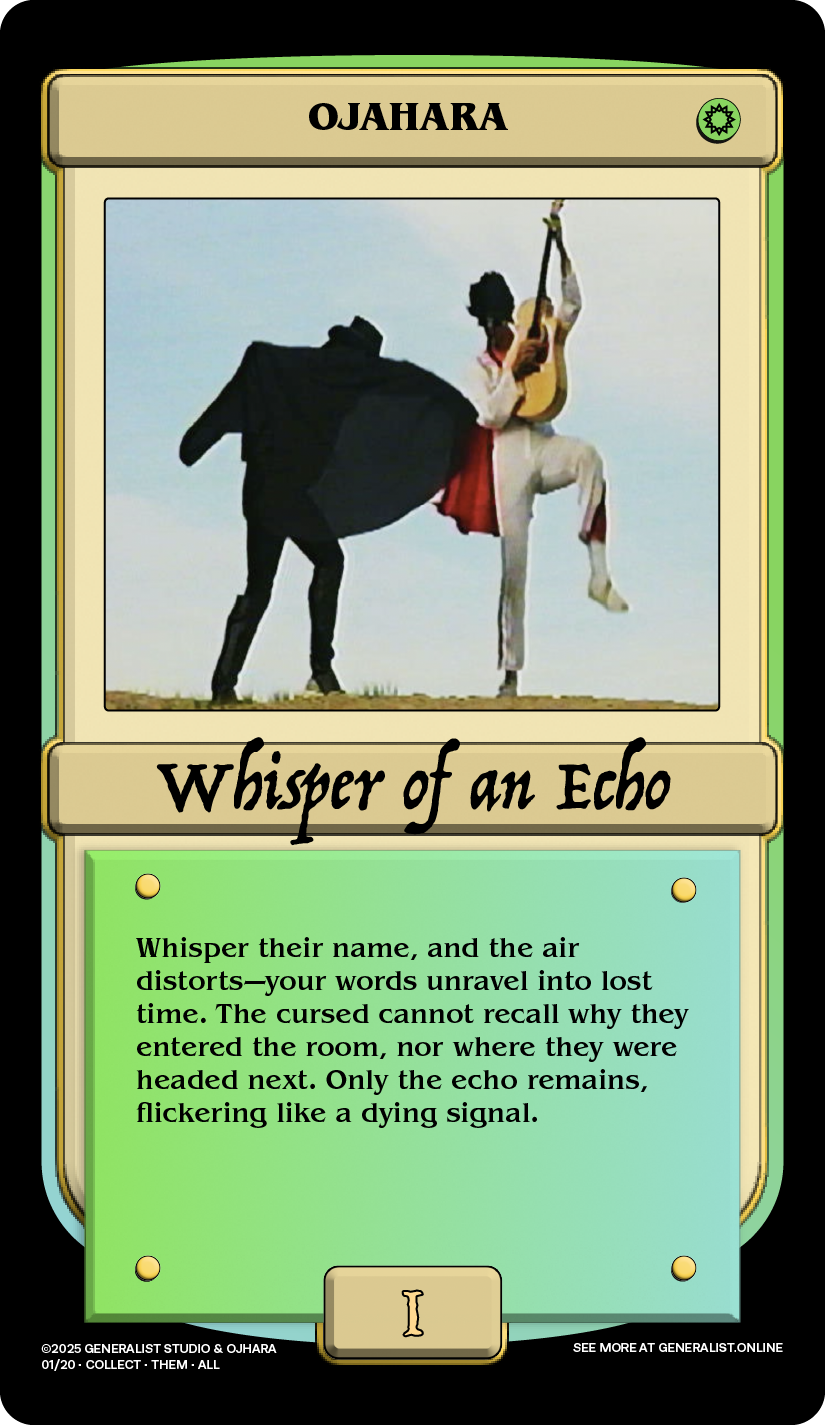 OJAHARA
Whisper of an Echo
Whisper their name, and the air
distorts—your words unravel into lost
time. The cursed cannot recall why they
entered the room, nor where they were
headed next. Only the echo remains,
flickering like a dying signal.
I
©2025 GENERALIST STUDIO & OJHARA
01/20 · COLLECT · THEM · ALL
SEE MORE AT GENERALIST.ONLINE